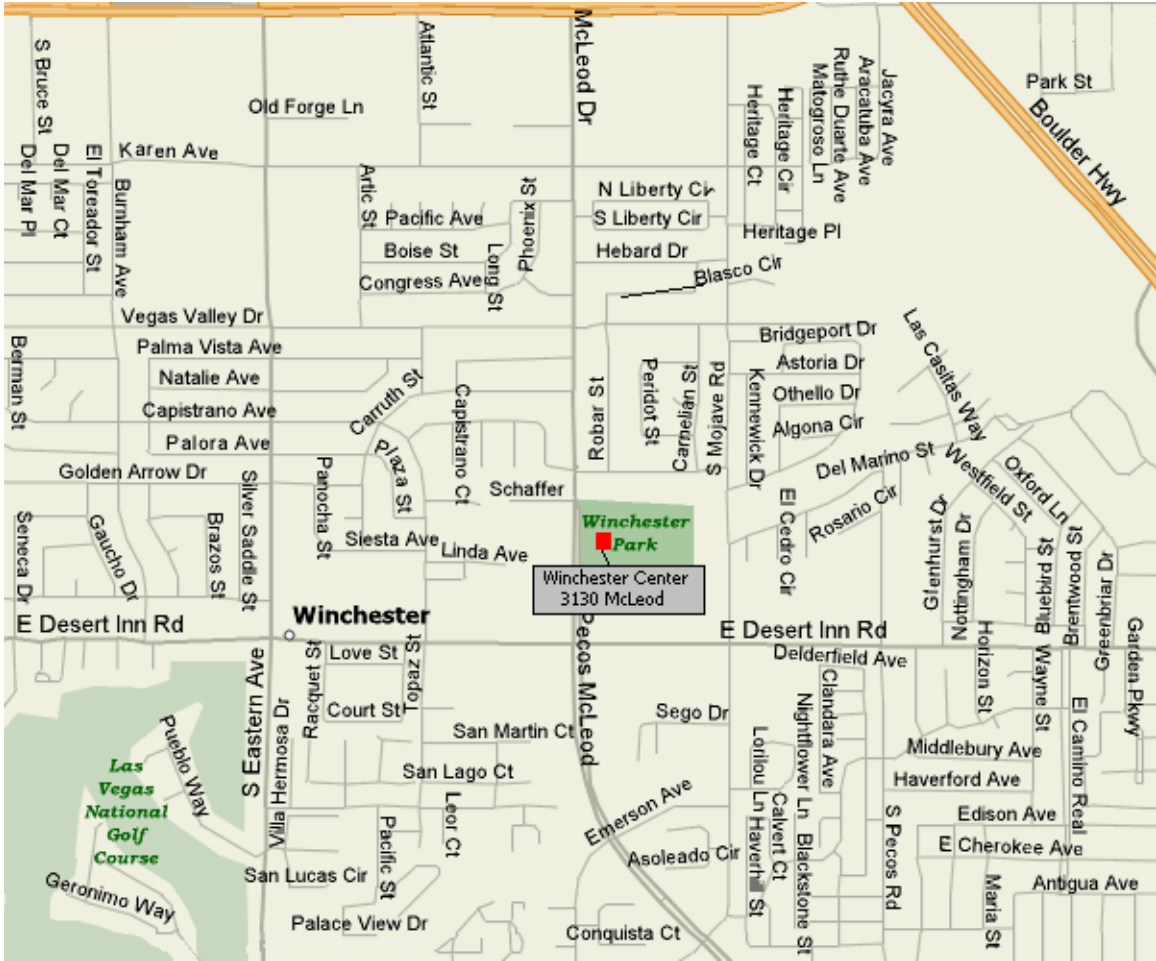 S Bruce St
Atlantic St
McLeod Dr
Old Forge Ln
Heritage Ct
Heritage Cir
Matogroso Ln
Ruthe Duarte Ave
Aracatuba Ave
Jacyra Ave
Park St
Boulder Hwy
Del Mar Pl
Del Mar Ct
El Toreador St
Burnham Ave
Karen Ave
Artic St
Pacific Ave
Phoenix St
N Liberty Cir
S Liberty Cir
Heritage Pl
Boise St
Long St
Hebard Dr
Congress Ave
Blasco Cir
Vegas Valley Dr
Berman St
Palma Vista Ave
Natalie Ave
Capistrano Ave
Palora Ave
Carruth St
Capistrano Ct
Robar St
Peridot St
Carnelian St
S Mojave Rd
Kennewick Dr
Bridgeport Dr
Astoria Dr
Othello Dr
Algona Cir
Las Casitas Way
Golden Arrow Dr
Plaza St
Panocha St
Schaffer
Del Marino St
Westfield St
Oxford Ln
Seneca Dr
Gaucho Dr
Brazos St
Silver Saddle St
Siesta Ave
Linda Ave
Winchester
Park
Winchester Center
3130 McLeod
El Cedro Cir
Rosario Cir
Glenhurst Dr
Nottingham Dr
Bluebird St
Brentwood St
Greenbriar Dr
Garden Pkwy
Winchester
E Desert Inn Rd
E Desert Inn Rd
Love St
Racquet St
Topaz St
Court St
Pecos McLeod
Delderfield Ave
Horizon St
Wayne St
El Camino Real
S Eastern Ave
Villa Hermosa Dr
Pueblo Way
San Martin Ct
San Lago Ct
Sego Dr
Lorilou Ln
Nightflower Ln
Clandara Ave
Middlebury Ave
Haverford Ave
Las
Vegas
National
Golf
Course
Pacific St
Leor Ct
Emerson Ave
Asoleado Cir
Calvert Ct
Blackstone St
S Pecos Rd
Edison Ave
E Cherokee Ave
Antigua Ave
Maria St
Geronimo Way
San Lucas Cir
Palace View Dr
Conquista Ct